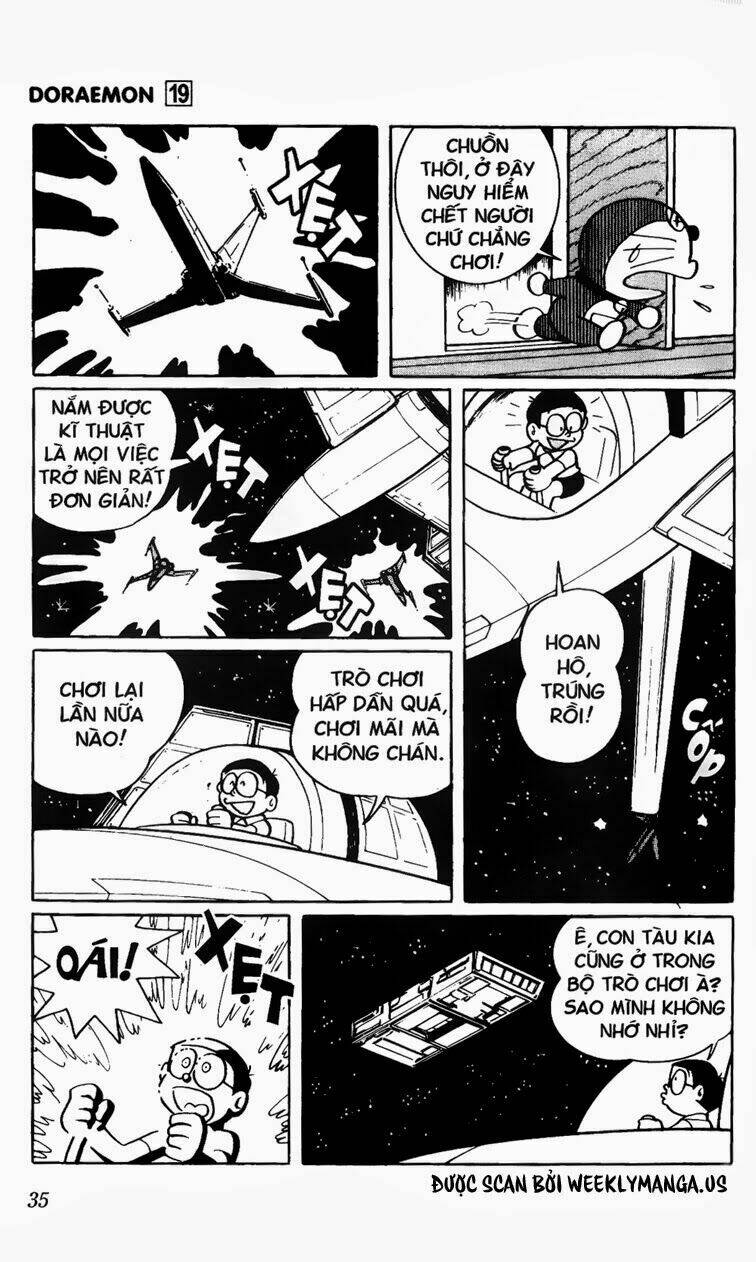 DORAEMON 19
XẸT
CHUỒN
THÔI, Ở ĐÂY
NGUY HIỂM
CHẾT NGƯỜI
CHỨ CHẲNG
CHƠI!
NẮM ĐƯỢC
KĨ THUẬT
LÀ MỌI VIỆC
TRỞ NÊN RẤT
ĐƠN GIẢN!
XẸT
XẸT
HOAN
HÔ,
TRÚNG
RỒI!
CỐP
CHƠI LẠI
LẦN NỮA
NÀO!
TRÒ CHƠI
HẤP DẪN QUÁ,
CHƠI MÃI MÀ
KHÔNG CHÁN.
OÁI!
XẸT
Ê, CON TÀU KIA
CŨNG Ở TRONG
BỘ TRÒ CHƠI À?
SAO MÌNH KHÔNG
NHỚ NHỈ?
35
ĐƯỢC SCAN BỞI WEEKLYMANGA.US